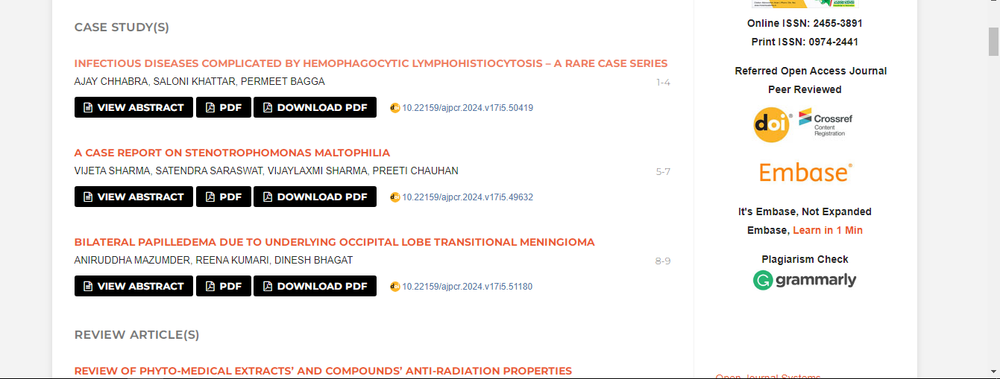 CASE STUDY(S)
INFECTIOUS DISEASES COMPLICATED BY HEMOPHAGOCYTIC LYMPHOHISTIOCYTOSIS – A RARE CASE SERIES
AJAY CHHABRA, SALONI KHATTAR, PERMEET BAGGA
1-4
VIEW ABSTRACT
PDF
DOWNLOAD PDF
doi 10.22159/ajpcr.2024.v17i5.50419
A CASE REPORT ON STENOTROPHOMONAS MALTOPHILIA
VIJETA SHARMA, SATENDRA SARASWAT, VIJAYLAXMI SHARMA, PREETI CHAUHAN
5-7
VIEW ABSTRACT
PDF
DOWNLOAD PDF
doi 10.22159/ajpcr.2024.v17i5.49632
BILATERAL PAPILLEDEMA DUE TO UNDERLYING OCCIPITAL LOBE TRANSITIONAL MENINGIOMA
ANIRUDDHA MAZUMDER, REENA KUMARI, DINESH BHAGAT
8-9
VIEW ABSTRACT
PDF
DOWNLOAD PDF
doi 10.22159/ajpcr.2024.v17i5.51180
REVIEW ARTICLE(S)
REVIEW OF PHYTO-MEDICAL EXTRACTS’ AND COMPOUNDS’ ANTI-RADIATION PROPERTIES
Online ISSN: 2455-3891
Print ISSN: 0974-2441
Referred Open Access Journal
Peer Reviewed
doi®
Crossref
Content
Registration
Embase®
It's Embase, Not Expanded
Embase, Learn in 1 Min
Plagiarism Check
grammarly
Open Journal Systems